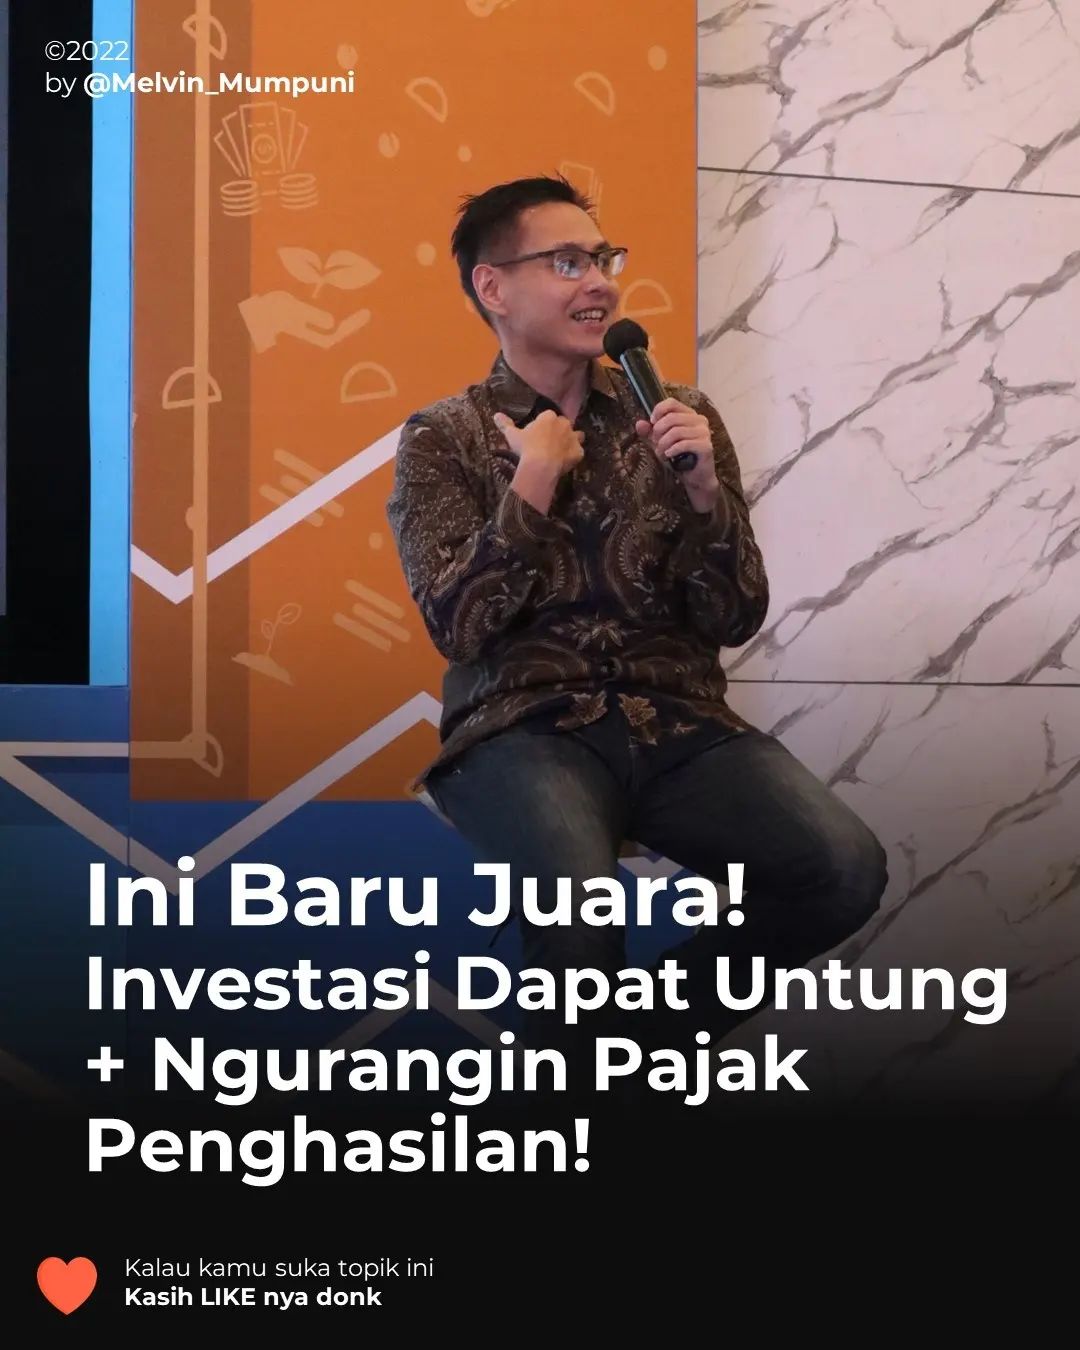 ©2022
by @Melvin_Mumpuni
Ini Baru Juara!
Investasi Dapat Untung
+ Ngurangin Pajak
Penghasilan!
Kalau kamu suka topik ini
Kasih LIKE nya donk